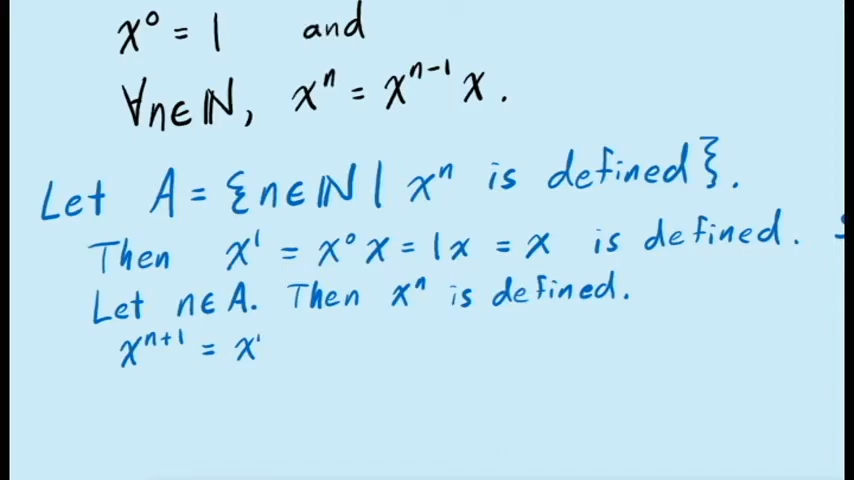 x⁰ = 1 and
∀n∈ℕ, xⁿ = xⁿ⁻¹ x.
Let A = {n∈ℕ | xⁿ is defined}.
Then x¹ = x⁰x = 1x = x is defined.
Let n∈A. Then xⁿ is defined.
xⁿ⁺¹ = x